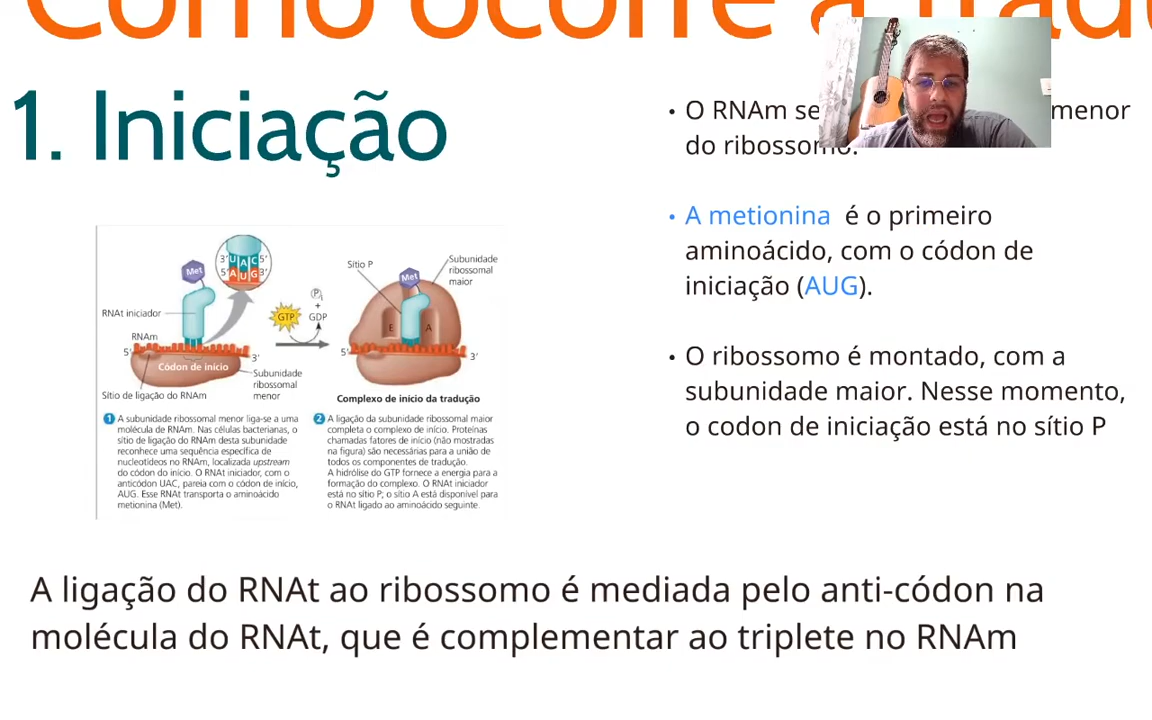 Como ocorre a
1. Iniciação
• O RNAm se menor
do ribossomo.
• A metionina é o primeiro
aminoácido, com o códon de
iniciação (AUG).
• O ribossomo é montado, com a
subunidade maior. Nesse momento,
o codon de iniciação está no sítio P
Met
3' U A C 5'
5' A U G 3'
RNAt iniciador
RNAm
5'
3'
Códon de início
Sítio de ligação do RNAm
Subunidade
ribossomal
menor
GTP
Pi
+
GDP
Sítio P
Met
Subunidade
ribossomal
maior
E
A
5'
3'
Complexo de início da tradução
1 A subunidade ribossomal menor liga-se a uma
molécula de RNAm. Nas células bacterianas, o
sítio de ligação do RNAm desta subunidade
reconhece uma sequência específica de
nucleotídeos no RNAm, localizada upstream
do códon do início. O RNAt iniciador, com o
anticódon UAC, pareia com o códon de início,
AUG. Esse RNAt transporta o aminoácido
metionina (Met).
2 A ligação da subunidade ribossomal maior
completa o complexo de início. Proteínas
chamadas fatores de início (não mostradas
na figura) são necessárias para a união de
todos os componentes de tradução.
A hidrólise do GTP fornece a energia para a
formação do complexo. O RNAt iniciador
está no sítio P; o sítio A está disponível para
o RNAt ligado ao aminoácido seguinte.
A ligação do RNAt ao ribossomo é mediada pelo anti-códon na
molécula do RNAt, que é complementar ao triplete no RNAm